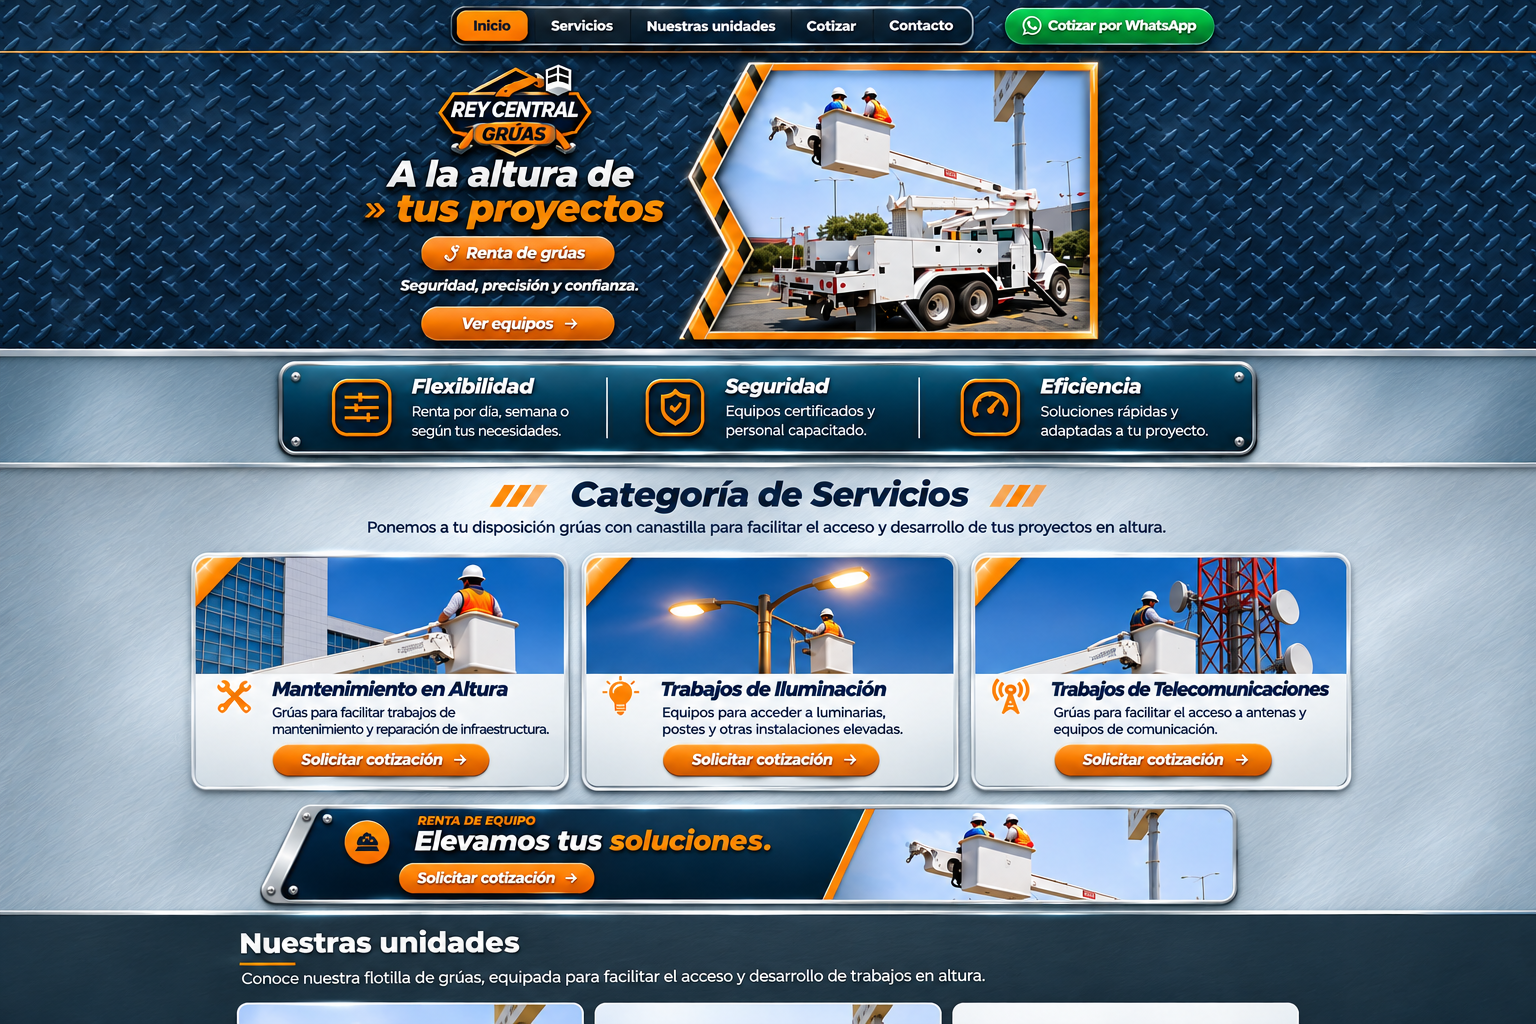 Inicio
Servicios
Nuestras unidades
Cotizar
Contacto
Cotizar por WhatsApp
REY CENTRAL
GRÚAS
A la altura de
» tus proyectos
Renta de grúas
Seguridad, precisión y confianza.
Ver equipos →
Flexibilidad
Renta por día, semana o
según tus necesidades.
Seguridad
Equipos certificados y
personal capacitado.
Eficiencia
Soluciones rápidas y
adaptadas a tu proyecto.
Categoría de Servicios
Ponemos a tu disposición grúas con canastilla para facilitar el acceso y desarrollo de tus proyectos en altura.
Mantenimiento en Altura
Grúas para facilitar trabajos de
mantenimiento y reparación de infraestructura.
Solicitar cotización →
Trabajos de Iluminación
Equipos para acceder a luminarias,
postes y otras instalaciones elevadas.
Solicitar cotización →
Trabajos de Telecomunicaciones
Grúas para facilitar el acceso a antenas y
equipos de comunicación.
Solicitar cotización →
RENTA DE EQUIPO
Elevamos tus soluciones.
Solicitar cotización →
Nuestras unidades
Conoce nuestra flotilla de grúas, equipada para facilitar el acceso y desarrollo de trabajos en altura.